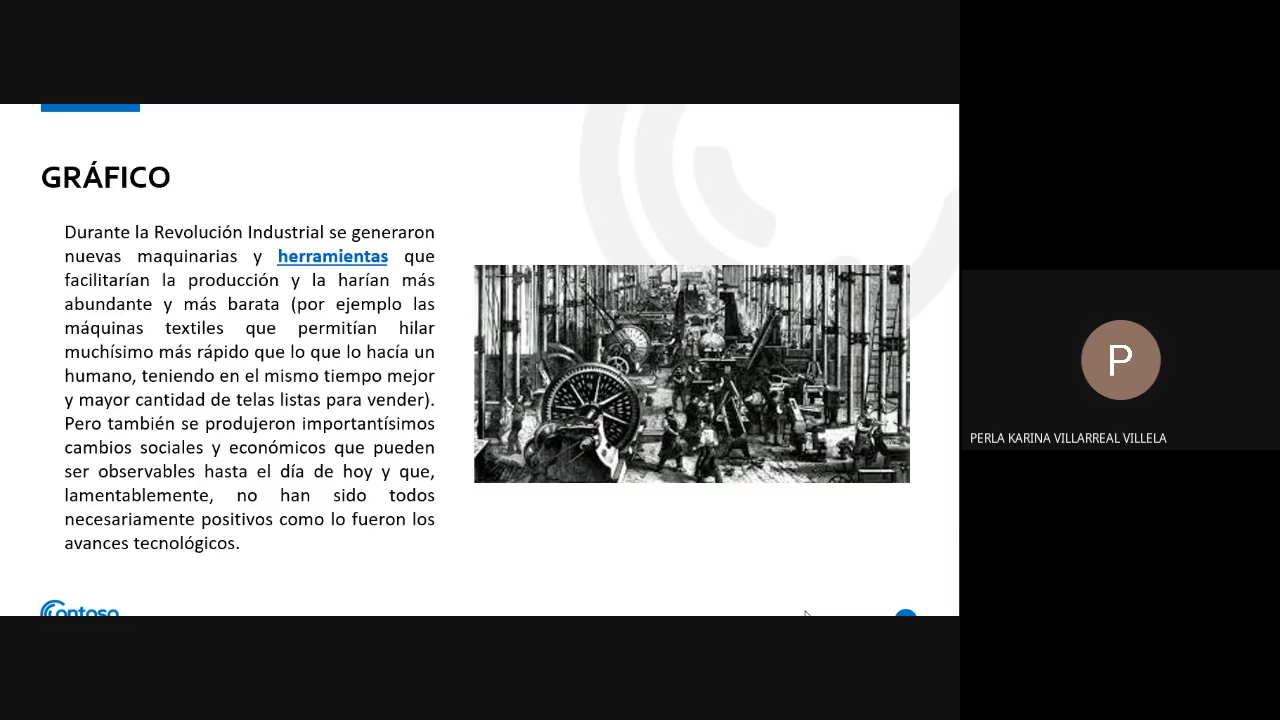 GRÁFICO
Durante la Revolución Industrial se generaron
nuevas maquinarias y herramientas que
facilitarían la producción y la harían más
abundante y más barata (por ejemplo las
máquinas textiles que permitían hilar
muchísimo más rápido que lo que lo hacía un
humano, teniendo en el mismo tiempo mejor
y mayor cantidad de telas listas para vender).
Pero también se produjeron importantísimos
cambios sociales y económicos que pueden
ser observables hasta el día de hoy y que,
lamentablemente, no han sido todos
necesariamente positivos como lo fueron los
avances tecnológicos.
Contoso
P
PERLA KARINA VILLARREAL VILLELA